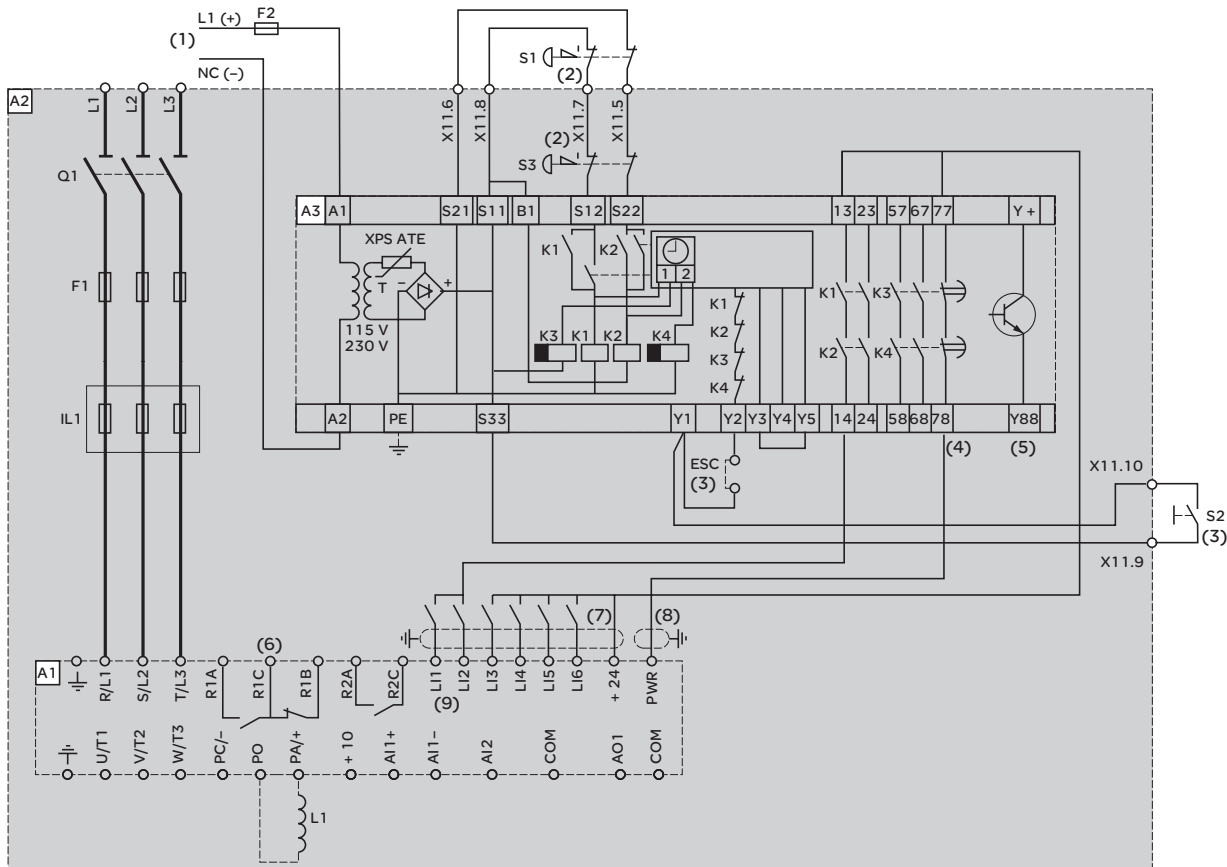 L1 (+)
F2
(1)
NC (–)
S1
(2)
A2
L1
L2
L3
X11.6
X11.8
X11.7
X11.5
(2)
S3
Q1
A3
A1
S21
S11
B1
S12
S22
13
23
57
67
77
Y +
XPS ATE
K1
K2
1
2
T
–
+
F1
115 V
230 V
K1
K3
K1
K2
K3
K4
K3
K1
K2
K4
K2
K4
IL1
A2
PE
S33
Y1
Y2
Y3
Y4
Y5
14
24
58
68
78
Y88
(4)
(5)
ESC
(3)
X11.10
S2
(3)
X11.9
(7)
(8)
(6)
A1
R/L1
S/L2
T/L3
R1A
R1C
R1B
R2A
R2C
LI1
LI2
LI3
LI4
LI5
LI6
+ 24
PWR
(9)
U/T1
V/T2
W/T3
PC/–
PO
PA/+
+ 10
AI1+
AI1–
AI2
COM
AO1
COM
L1